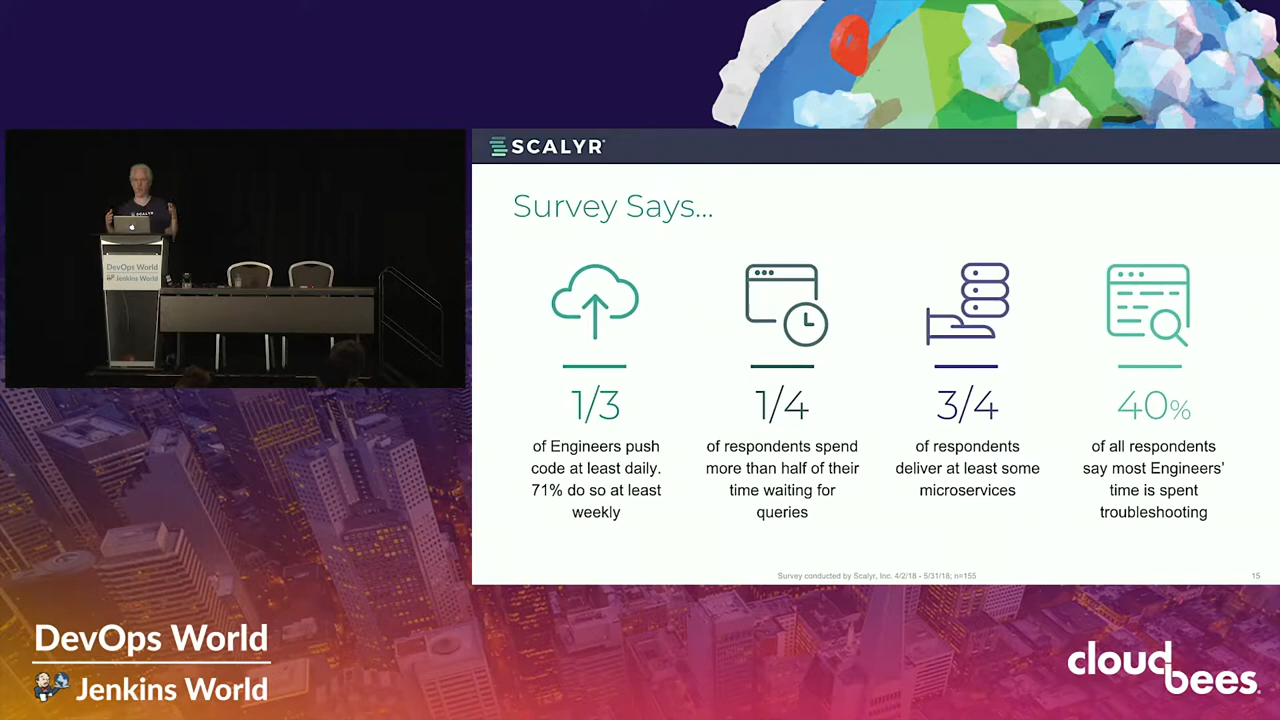 SCALYR
Survey Says...
1/3
of Engineers push
code at least daily.
71% do so at least
weekly
1/4
of respondents spend
more than half of their
time waiting for
queries
3/4
of respondents
deliver at least some
microservices
40%
of all respondents
say most Engineers'
time is spent
troubleshooting
Survey conducted by Scalyr, Inc. 4/2/18 - 5/31/18; n=155
15
SCALYR
DevOps World
Jenkins World
DevOps World
Jenkins World
cloud
bees.